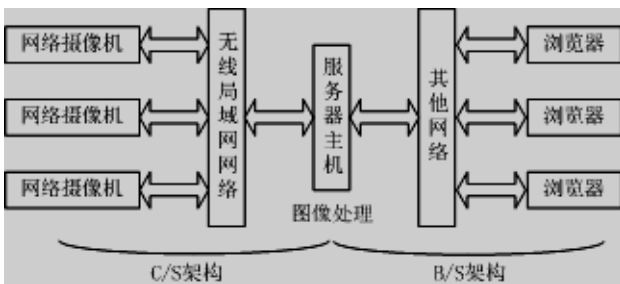 网络摄像机
网络摄像机
网络摄像机
无线局域网网络
服务器主机
图像处理
其他网络
浏览器
浏览器
浏览器
C/S架构
B/S架构